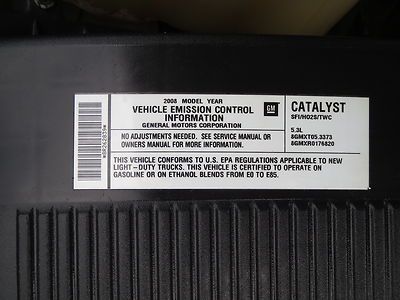 2008 MODEL YEAR
VEHICLE EMISSION CONTROL
INFORMATION
GENERAL MOTORS CORPORATION
GM
CATALYST
SFI/HO2S/TWC
NO ADJUSTMENTS NEEDED. SEE SERVICE MANUAL OR
OWNERS MANUAL FOR MORE INFORMATION.
5.3L
8GMXT05.3373
8GMXR0176820
THIS VEHICLE CONFORMS TO U.S. EPA REGULATIONS APPLICABLE TO NEW
LIGHT-DUTY TRUCKS. THIS VEHICLE IS CERTIFIED TO OPERATE ON
GASOLINE OR ON ETHANOL BLENDS FROM E0 TO E85.